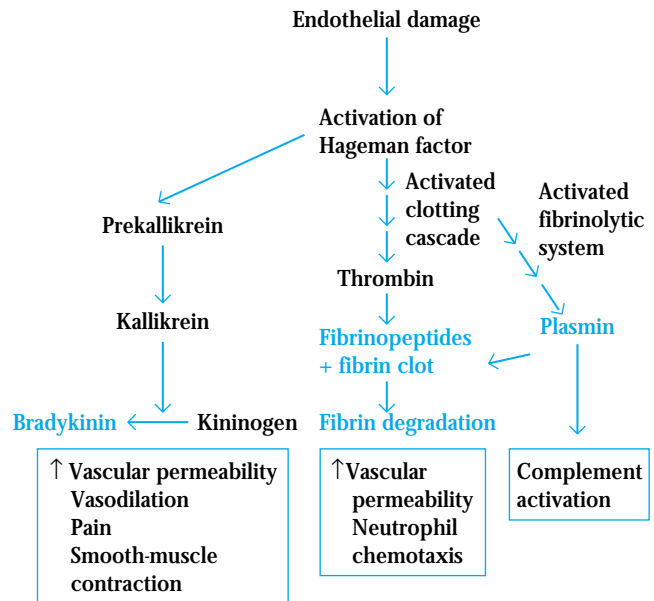 Endothelial damage
Activation of
Hageman factor
Activated
clotting
cascade
Activated
fibrinolytic
system
Prekallikrein
Thrombin
Kallikrein
Fibrinopeptides
+ fibrin clot
Plasmin
Bradykinin
Kininogen
Fibrin degradation
↑ Vascular permeability
Vasodilation
Pain
Smooth-muscle
contraction
↑ Vascular
permeability
Neutrophil
chemotaxis
Complement
activation